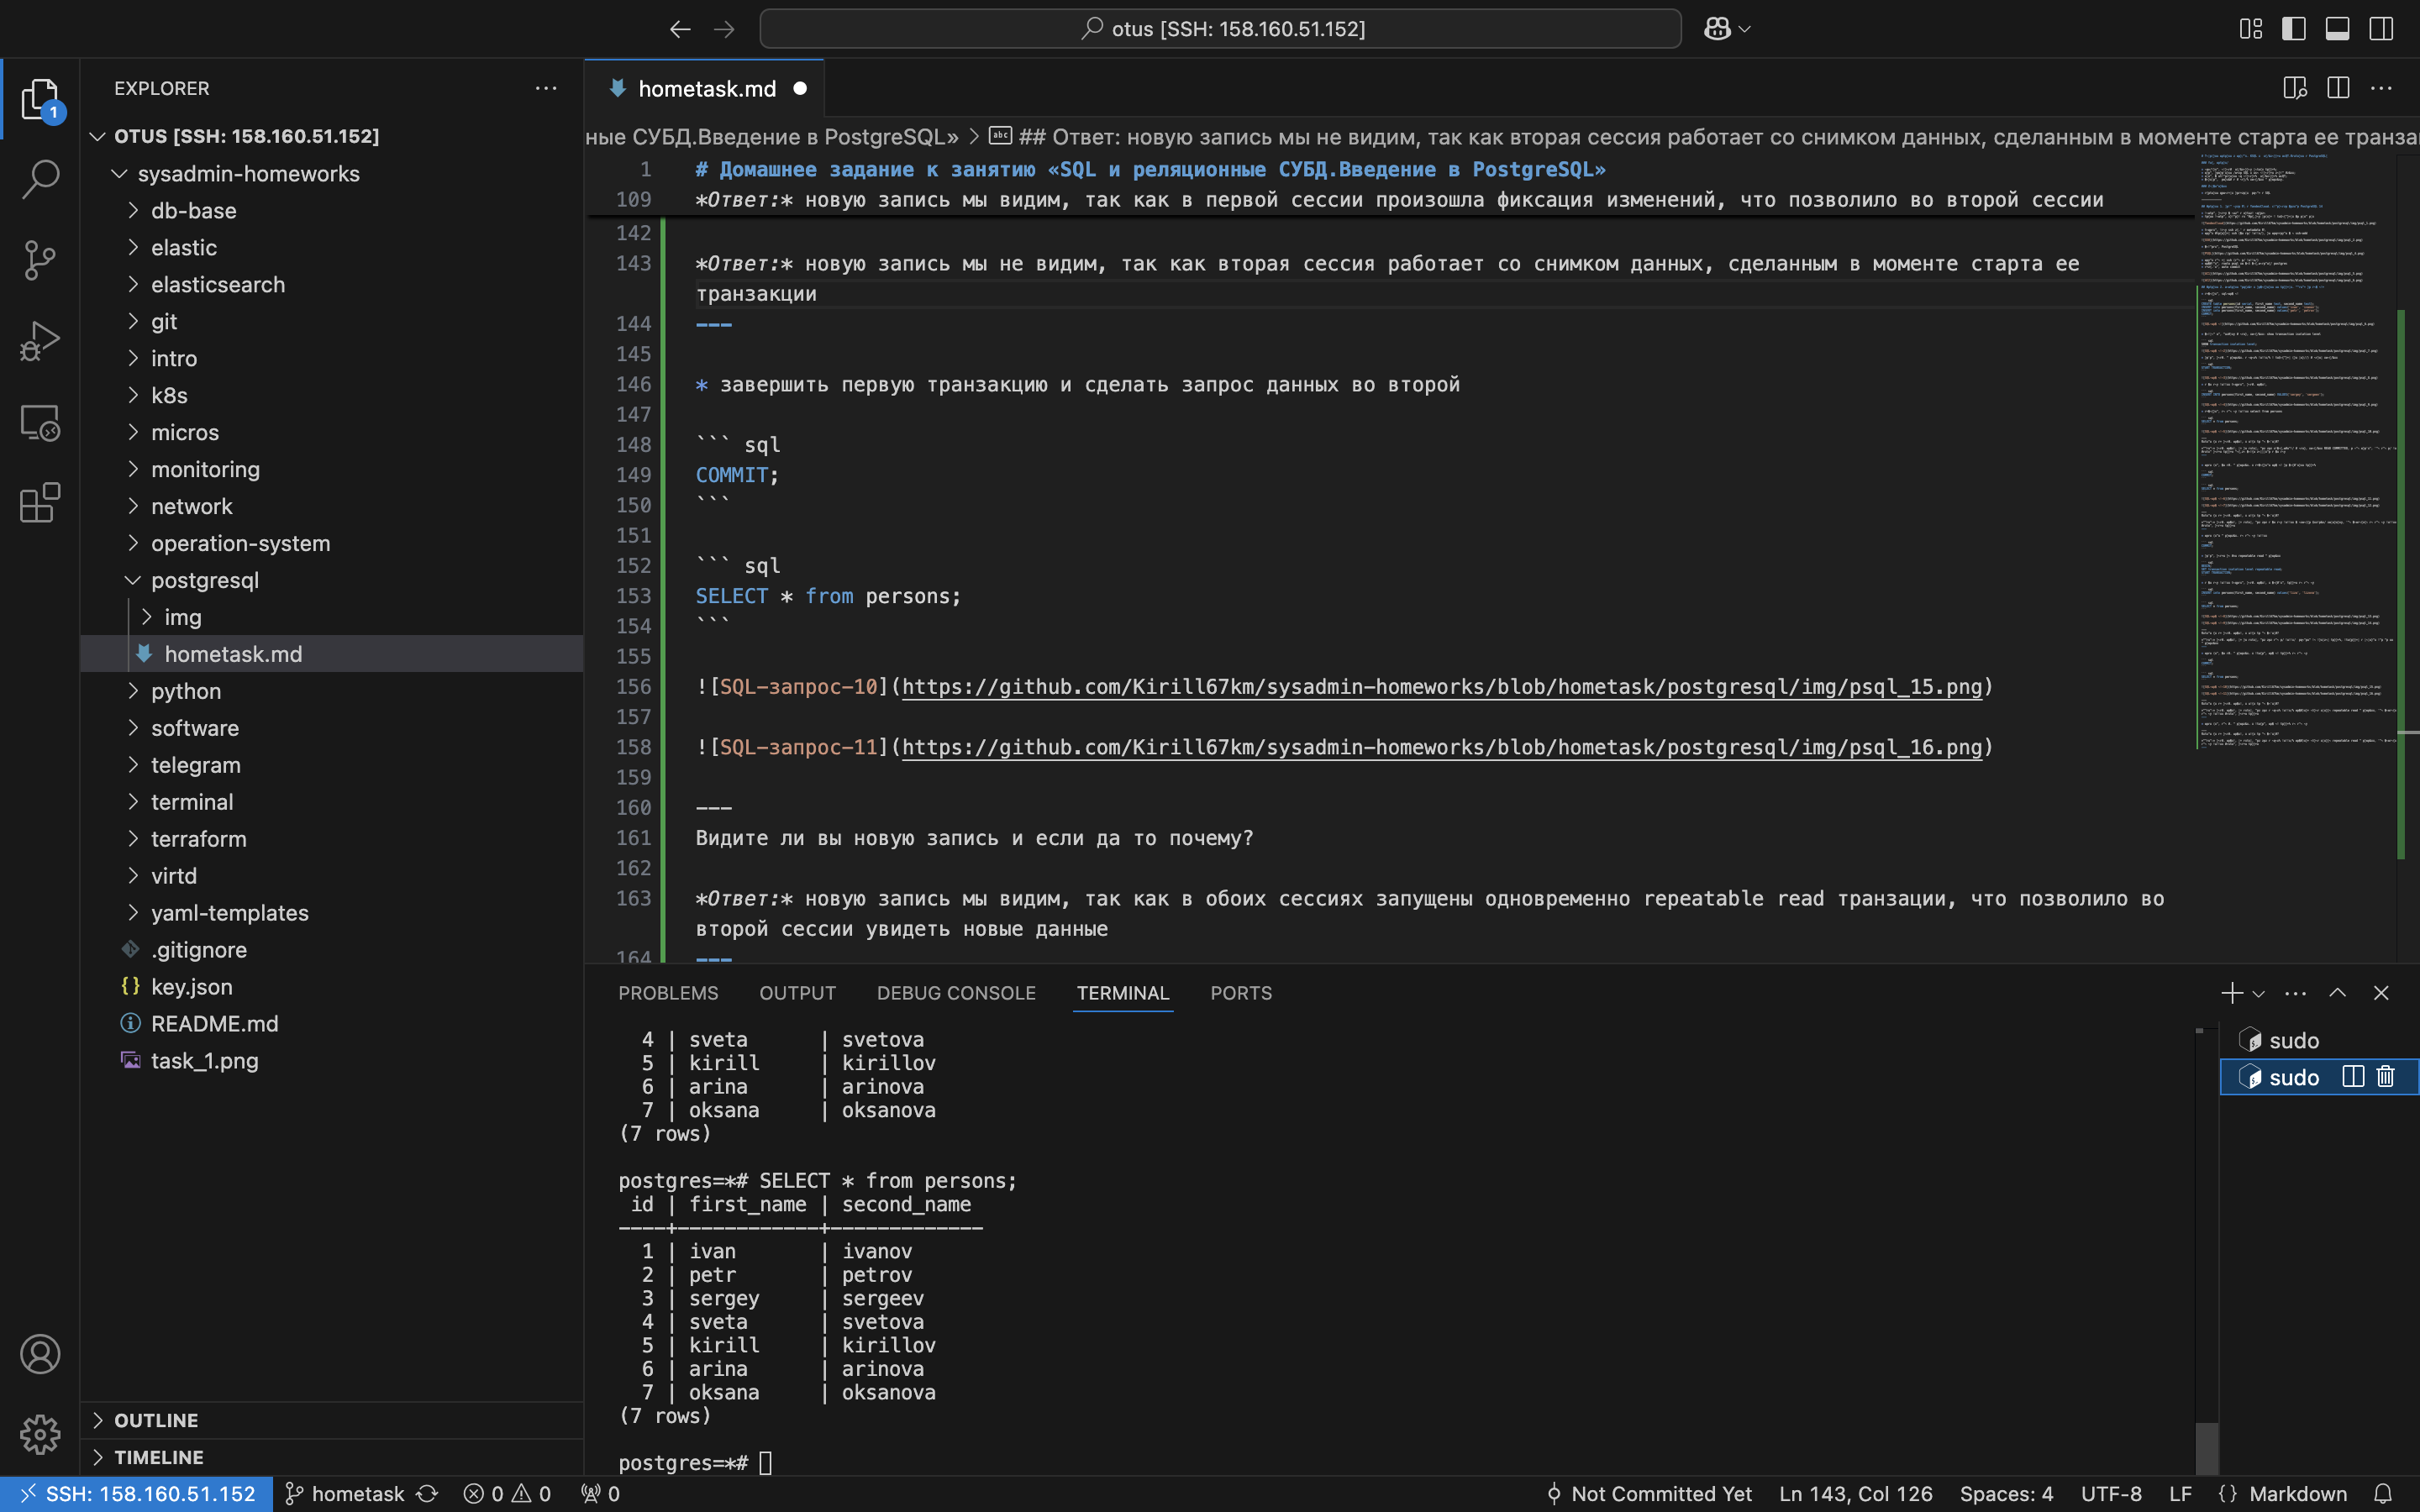 otus [SSH: 158.160.51.152]
EXPLORER
OTUS [SSH: 158.160.51.152]
sysadmin-homeworks
db-base
elastic
elasticsearch
git
intro
k8s
micros
monitoring
network
operation-system
postgresql
img
hometask.md
python
software
telegram
terminal
terraform
virtd
yaml-templates
.gitignore
key.json
README.md
task_1.png
OUTLINE
TIMELINE
1
hometask.md
ные СУБД.Введение в PostgreSQL» > ## Ответ: новую запись мы не видим, так как вторая сессия работает со снимком данных, сделанным в моменте старта ее транза
1 # Домашнее задание к занятию «SQL и реляционные СУБД.Введение в PostgreSQL»
109 *Ответ:* новую запись мы видим, так как в первой сессии произошла фиксация изменений, что позволило во второй сессии
142
143 *Ответ:* новую запись мы не видим, так как вторая сессия работает со снимком данных, сделанным в моменте старта ее
транзакции
144 ---
145
146 * завершить первую транзакцию и сделать запрос данных во второй
147
148 ``` sql
149 COMMIT;
150 ```
151
152 ``` sql
153 SELECT * from persons;
154 ```
155
156 ![SQL-запрос-10](https://github.com/Kirill67km/sysadmin-homeworks/blob/hometask/postgresql/img/psql_15.png)
157
158 ![SQL-запрос-11](https://github.com/Kirill67km/sysadmin-homeworks/blob/hometask/postgresql/img/psql_16.png)
159
160 ---
161 Видите ли вы новую запись и если да то почему?
162
163 *Ответ:* новую запись мы видим, так как в обоих сессиях запущены одновременно repeatable read транзации, что позволило во
второй сессии увидеть новые данные
164 ---
PROBLEMS OUTPUT DEBUG CONSOLE TERMINAL PORTS
4 | sveta | svetova
5 | kirill | kirillov
6 | arina | arinova
7 | oksana | oksanova
(7 rows)
postgres=*# SELECT * from persons;
id | first_name | second_name
----+------------+-------------
1 | ivan | ivanov
2 | petr | petrov
3 | sergey | sergeev
4 | sveta | svetova
5 | kirill | kirillov
6 | arina | arinova
7 | oksana | oksanova
(7 rows)
postgres=*#
sudo
sudo
SSH: 158.160.51.152 hometask 0 0 0 Not Committed Yet Ln 143, Col 126 Spaces: 4 UTF-8 LF {} Markdown